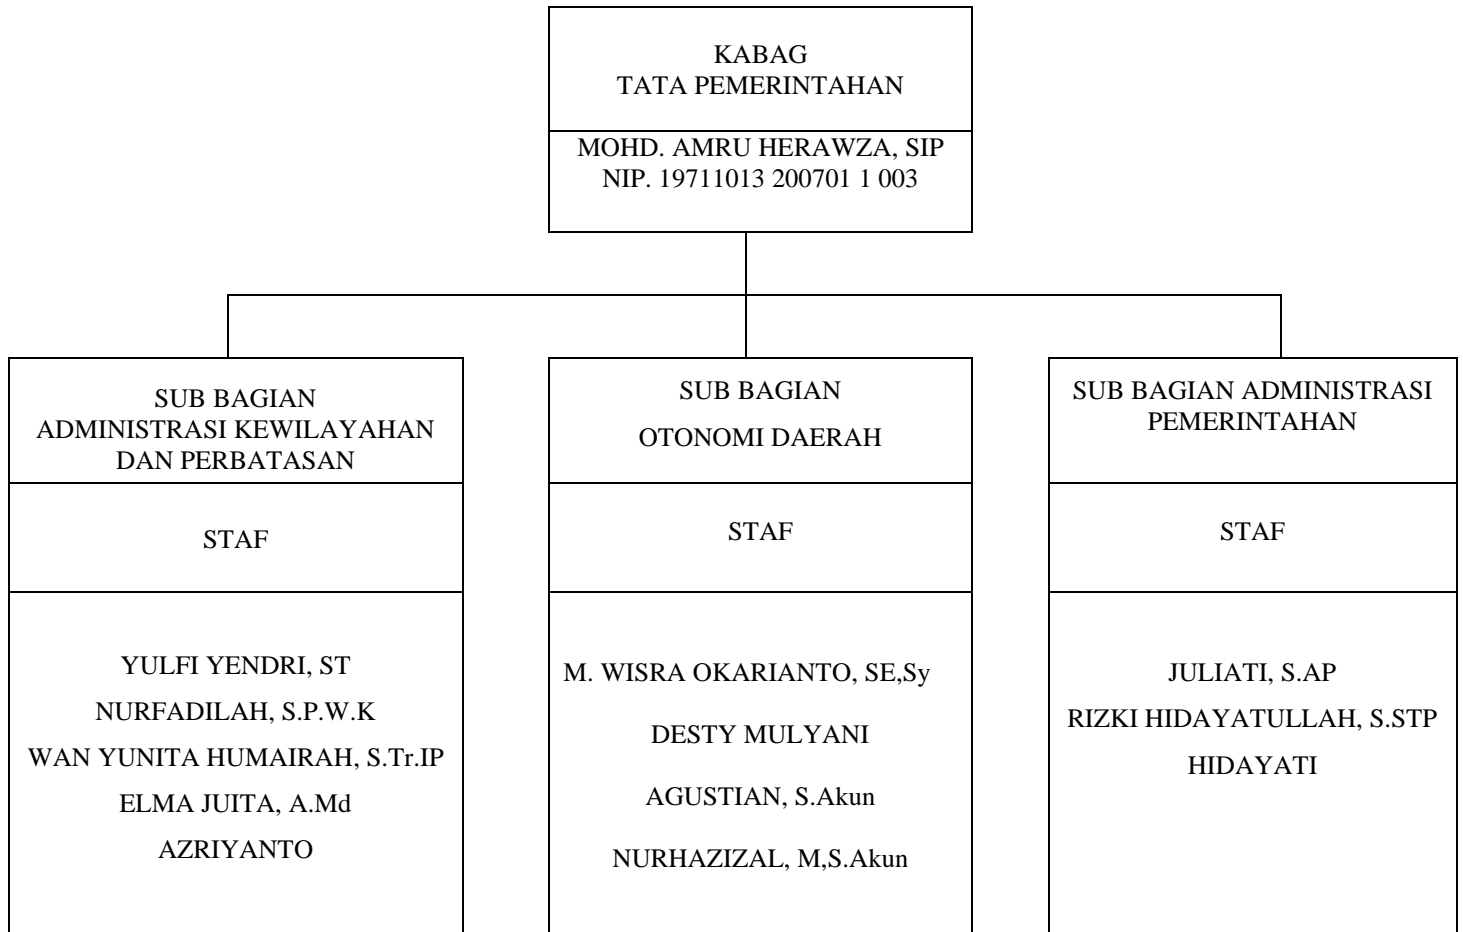 KABAG
TATA PEMERINTAHAN
MOHD. AMRU HERAWZA, SIP
NIP. 19711013 200701 1 003
SUB BAGIAN
ADMINISTRASI KEWILAYAHAN
DAN PERBATASAN
STAF
YULFI YENDRI, ST
NURFADILAH, S.P.W.K
WAN YUNITA HUMAIRAH, S.Tr.IP
ELMA JUITA, A.Md
AZRIYANTO
SUB BAGIAN
OTONOMI DAERAH
STAF
M. WISRA OKARIANTO, SE,Sy
DESTY MULYANI
AGUSTIAN, S.Akun
NURHAZIZAL, M,S.Akun
SUB BAGIAN ADMINISTRASI
PEMERINTAHAN
STAF
JULIATI, S.AP
RIZKI HIDAYATULLAH, S.STP
HIDAYATI